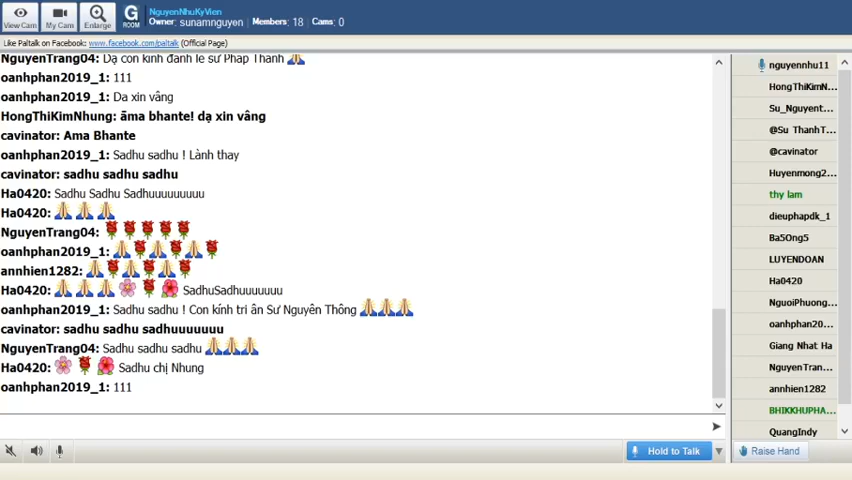 View Cam
My Cam
Enlarge
G
ROOM
NguyenNhuKyVien
Owner: sunamnguyen Members: 18 Cams: 0
Like Paltalk on Facebook: www.facebook.com/paltalk (Official Page)
NguyenTrang04: Dạ con kính đảnh lễ sư Pháp Thanh
oanhphan2019_1: 111
oanhphan2019_1: Da xin vâng
HongThiKimNhung: āma bhante! dạ xin vâng
cavinator: Ama Bhante
oanhphan2019_1: Sadhu sadhu ! Lành thay
cavinator: sadhu sadhu sadhu
Ha0420: Sadhu Sadhu Sadhuuuuuuuuu
Ha0420:
NguyenTrang04:
oanhphan2019_1:
annhien1282:
Ha0420: SadhuSadhuuuuuuu
oanhphan2019_1: Sadhu sadhu ! Con kính tri ân Sư Nguyên Thông
cavinator: sadhu sadhu sadhuuuuuuu
NguyenTrang04: Sadhu sadhu sadhu
Ha0420: Sadhu chị Nhung
oanhphan2019_1: 111
Hold to Talk
nguyennhu11
HongThiKimN...
Su_Nguyent...
@Su ThanhT...
@cavinator
Huyenmong2...
thy lam
dieuphapdk_1
Ba5Ong5
LUYENDOAN
Ha0420
NguoiPhuong...
oanhphan20...
Giang Nhat Ha
NguyenTran...
annhien1282
BHIKKHUPHA...
QuangIndy
Raise Hand